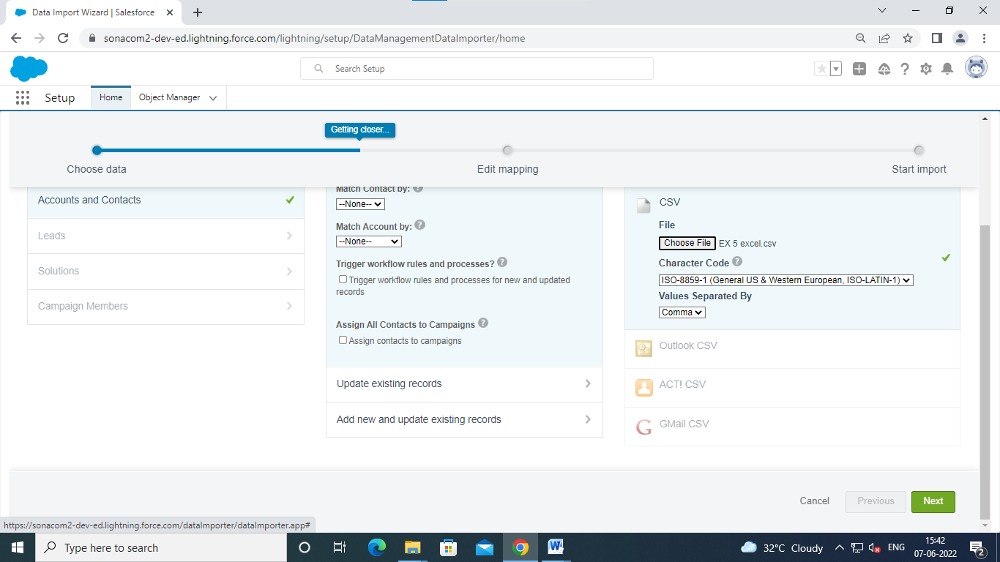 Data Import Wizard | Salesforce
sonacom2-dev-ed.lightning.force.com/lightning/setup/DataManagementDataImporter/home
Search Setup
Setup
Home
Object Manager
Getting closer...
Choose data
Edit mapping
Start import
Accounts and Contacts
Leads
Solutions
Campaign Members
Match Contact by: ?
--None--
Match Account by: ?
--None--
Trigger workflow rules and processes? ?
Trigger workflow rules and processes for new and updated
records
Assign All Contacts to Campaigns ?
Assign contacts to campaigns
Update existing records
Add new and update existing records
CSV
File
Choose File EX 5 excel.csv
Character Code ?
ISO-8859-1 (General US & Western European, ISO-LATIN-1)
Values Separated By
Comma
Outlook CSV
ACT! CSV
G GMail CSV
Cancel
Previous
Next
https://sonacom2-dev-ed.lightning.force.com/dataImporter/dataImporter.app#
Type here to search
W
32°C Cloudy
ENG
15:42
07-06-2022
2